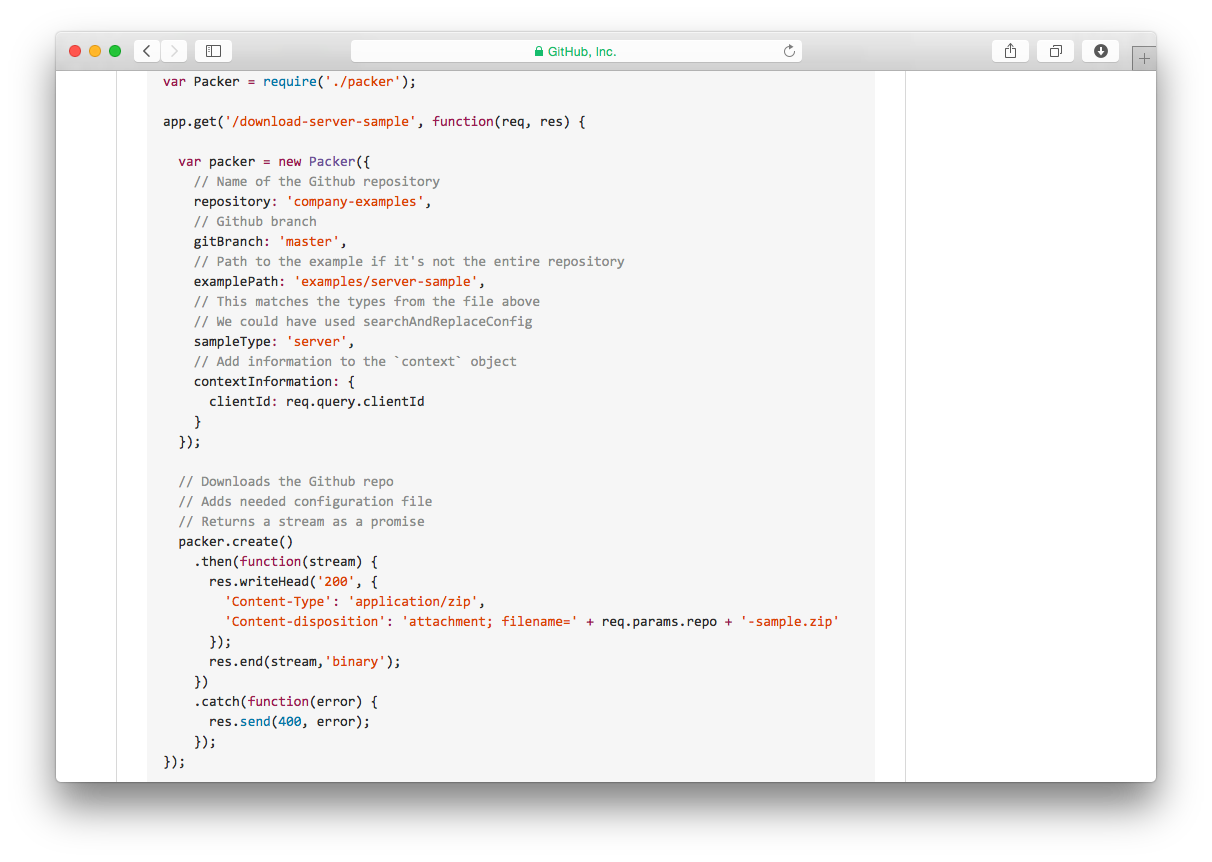 GitHub, Inc.
var Packer = require('./packer');
app.get('/download-server-sample', function(req, res) {
var packer = new Packer({
// Name of the Github repository
repository: 'company-examples',
// Github branch
gitBranch: 'master',
// Path to the example if it's not the entire repository
examplePath: 'examples/server-sample',
// This matches the types from the file above
// We could have used searchAndReplaceConfig
sampleType: 'server',
// Add information to the `context` object
contextInformation: {
clientId: req.query.clientId
}
});
// Downloads the Github repo
// Adds needed configuration file
// Returns a stream as a promise
packer.create()
.then(function(stream) {
res.writeHead('200', {
'Content-Type': 'application/zip',
'Content-disposition': 'attachment; filename=' + req.params.repo + '-sample.zip'
});
res.end(stream,'binary');
})
.catch(function(error) {
res.send(400, error);
});
});